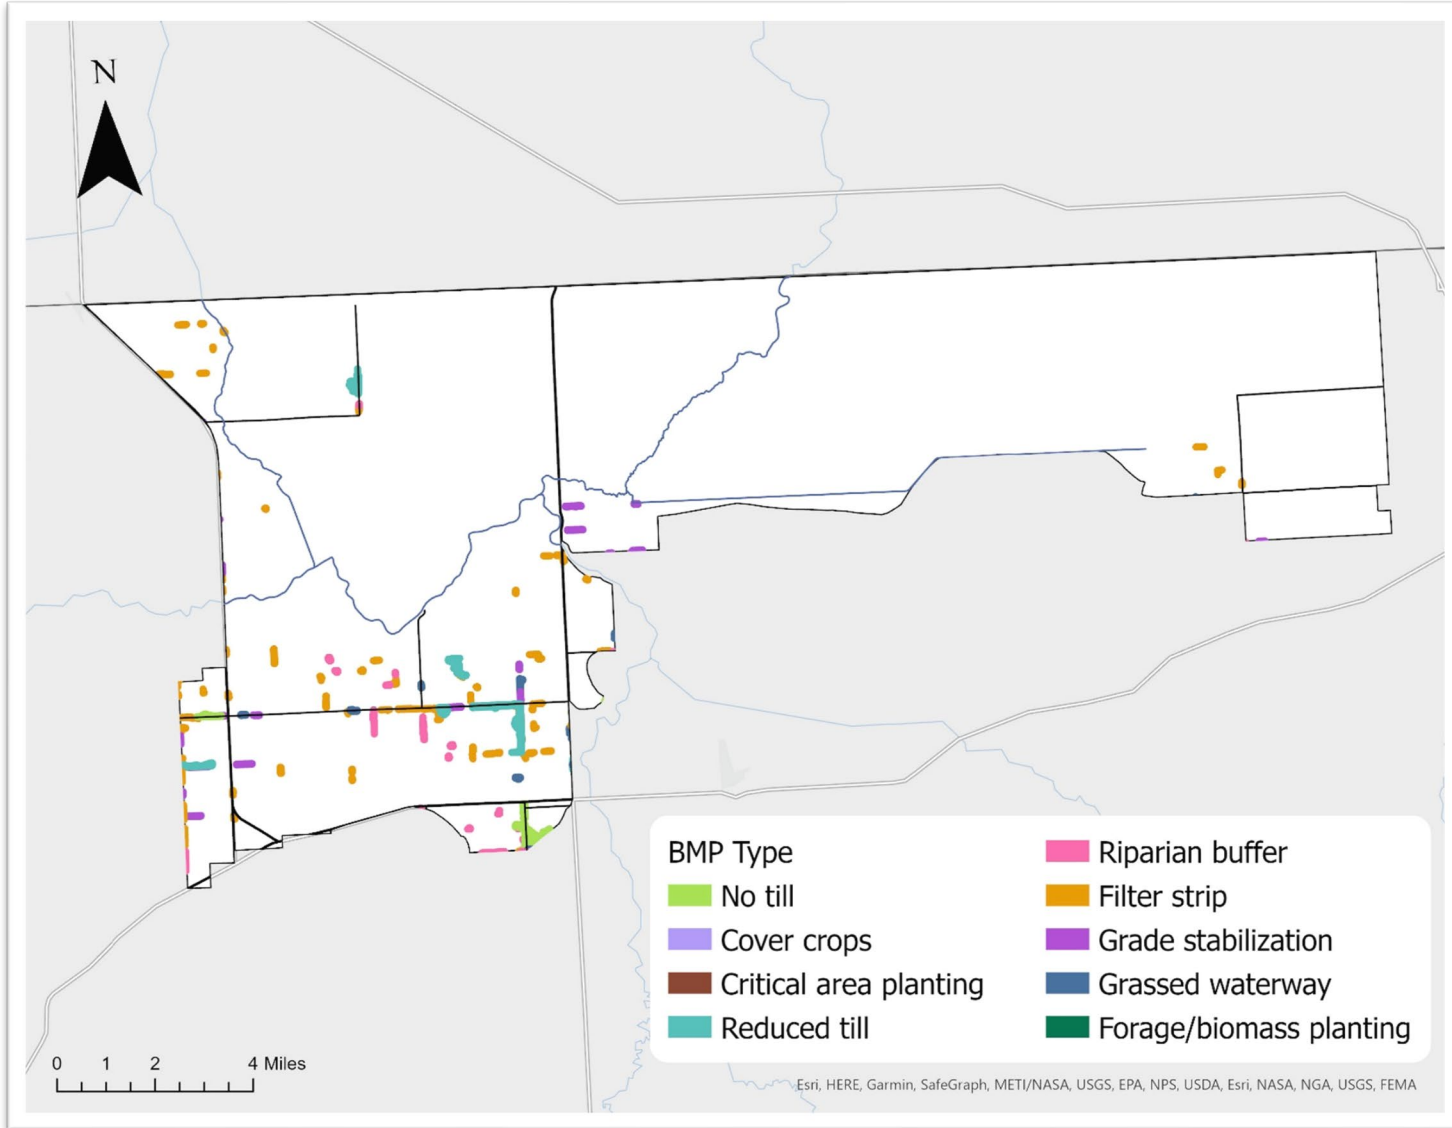 N
BMP Type
No till
Cover crops
Critical area planting
Reduced till
Riparian buffer
Filter strip
Grade stabilization
Grassed waterway
Forage/biomass planting
0 1 2 4 Miles
Esri, HERE, Garmin, SafeGraph, METI/NASA, USGS, EPA, NPS, USDA, Esri, NASA, NGA, USGS, FEMA